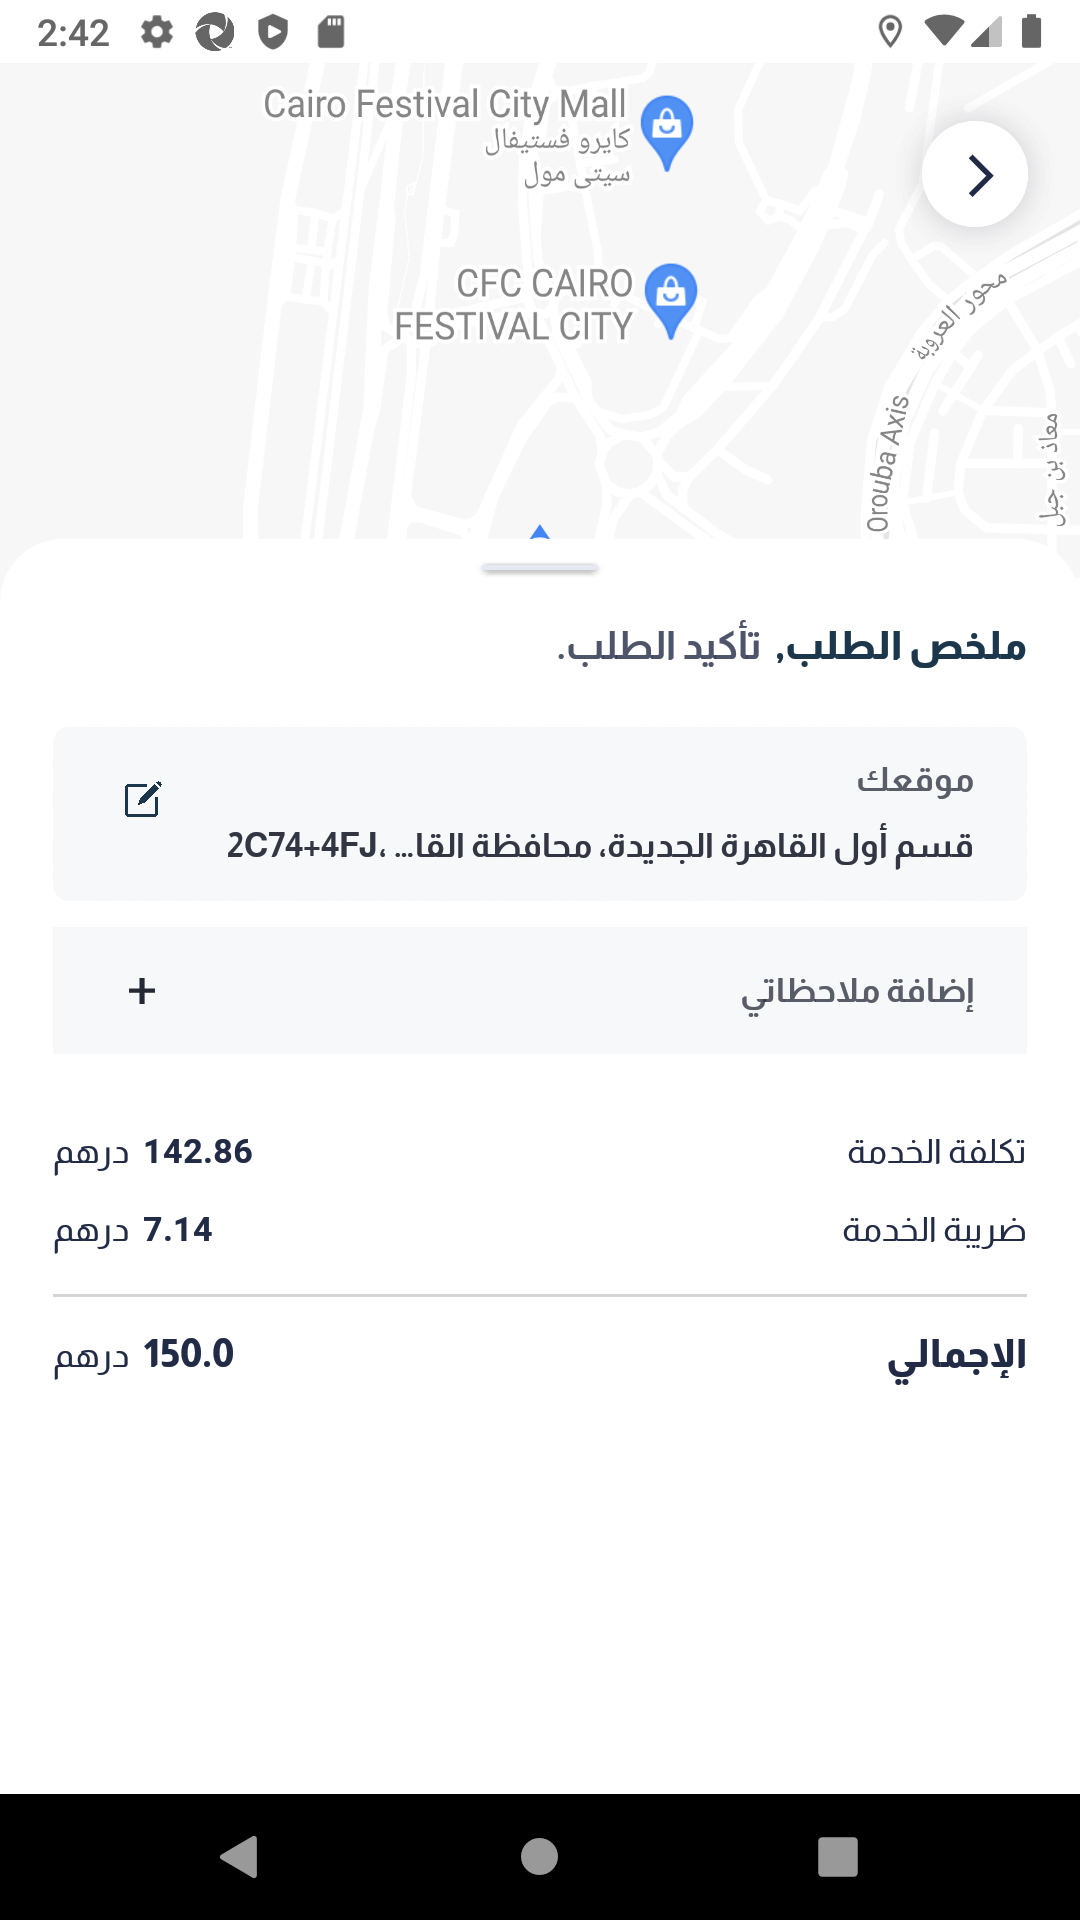 2:42
Cairo Festival City Mall
كايرو فستيفال
سيتى مول
CFC CAIRO
FESTIVAL CITY
محور العروبة
Orouba Axis
معاذ بن جبل
ملخص الطلب, تأكيد الطلب.
موقعك
2C74+4FJ، قسم أول القاهرة الجديدة، محافظة القا...
إضافة ملاحظاتي
تكلفة الخدمة 142.86 درهم
ضريبة الخدمة 7.14 درهم
الإجمالي 150.0 درهم